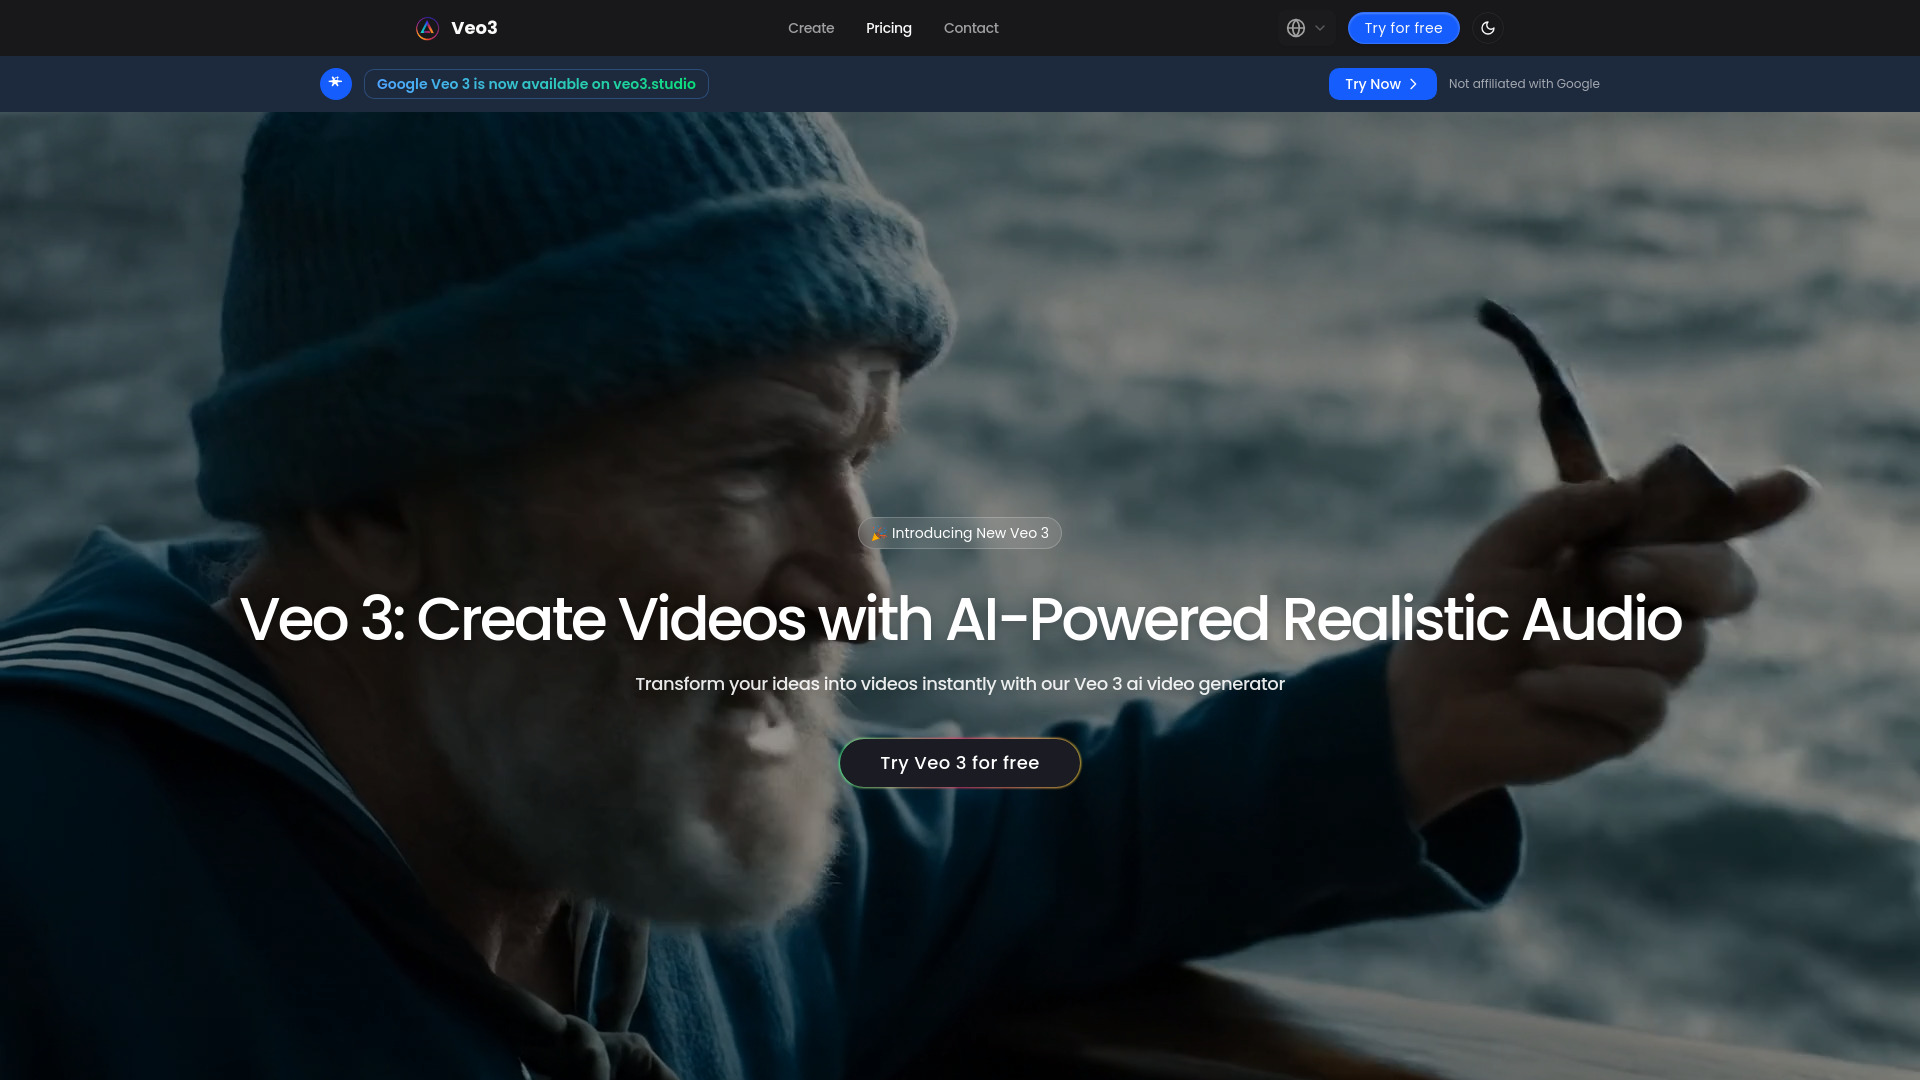 Veo3
Create
Pricing
Contact
Try for free
Google Veo 3 is now available on veo3.studio
Try Now
Not affiliated with Google
🎉 Introducing New Veo 3
Veo 3: Create Videos with AI-Powered Realistic Audio
Transform your ideas into videos instantly with our Veo 3 ai video generator
Try Veo 3 for free